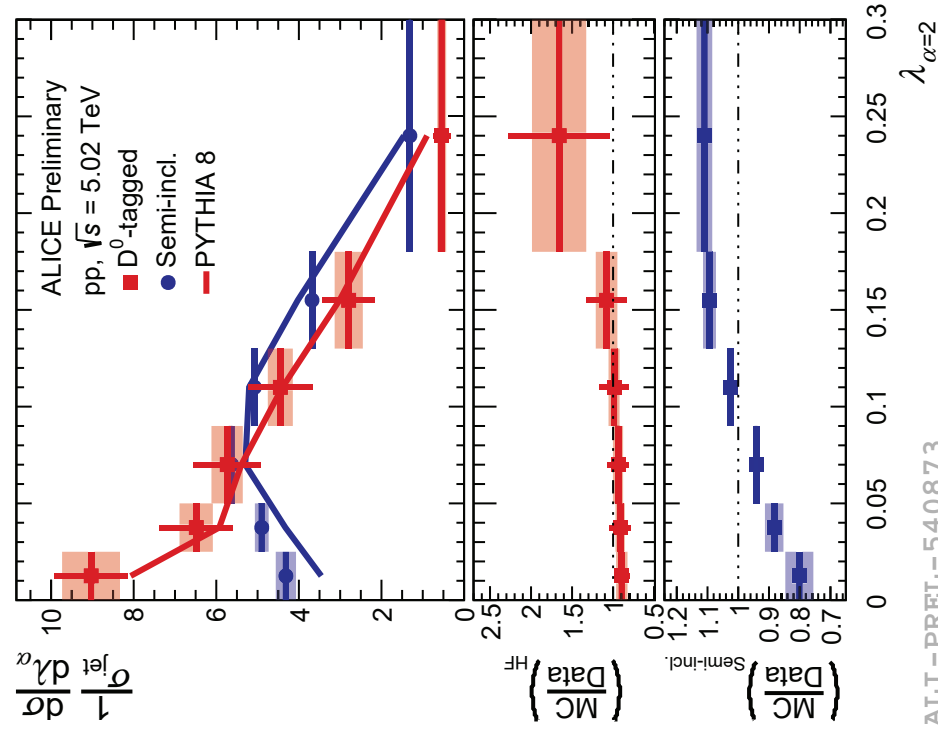 ALICE Preliminary
pp, √s = 5.02 TeV
D⁰-tagged
Semi-incl.
PYTHIA 8
1/σ_jet dσ/dλ_α
10
8
6
4
2
0
(MC/Data)_HF
2.5
2
1.5
1
0.5
(MC/Data)_Semi-incl.
1.2
1.1
1
0.9
0.8
0.7
0
0.05
0.1
0.15
0.2
0.25
0.3
λ_α=2
ALI-PREL-540873